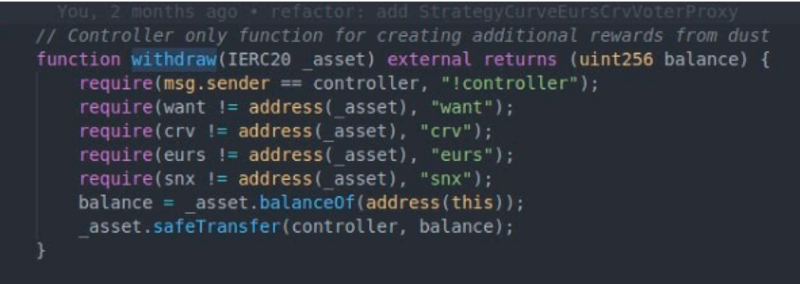 You, 2 months ago • refactor: add StrategyCurveEursCrvVoterProxy
// Controller only function for creating additional rewards from dust
function withdraw(IERC20 _asset) external returns (uint256 balance) {
require(msg.sender == controller, "!controller");
require(want != address(_asset), "want");
require(crv != address(_asset), "crv");
require(eurs != address(_asset), "eurs");
require(snx != address(_asset), "snx");
balance = _asset.balanceOf(address(this));
_asset.safeTransfer(controller, balance);
}